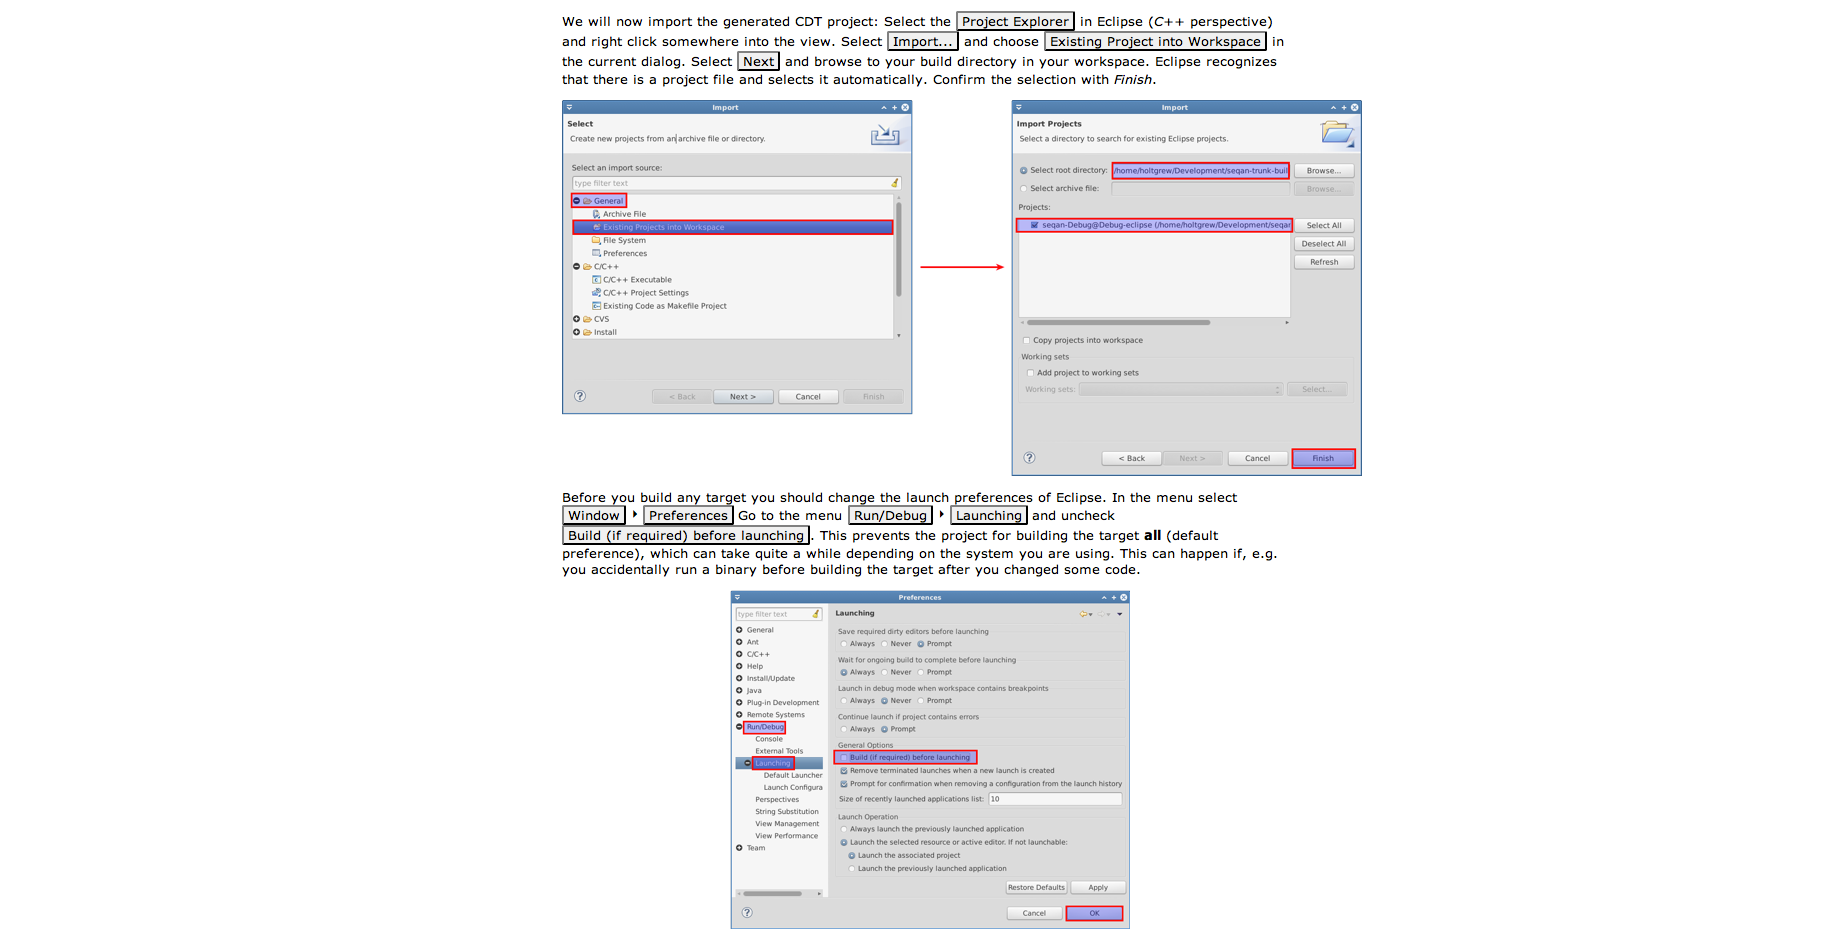 We will now import the generated CDT project: Select the Project Explorer in Eclipse (C++ perspective)
and right click somewhere into the view. Select Import... and choose Existing Project into Workspace in
the current dialog. Select Next and browse to your build directory in your workspace. Eclipse recognizes
that there is a project file and selects it automatically. Confirm the selection with Finish.
Import
Select
Create new projects from an archive file or directory.
Select an import source:
type filter text
General
Archive File
Existing Projects into Workspace
File System
Preferences
C/C++
C/C++ Executable
C/C++ Project Settings
Existing Code as Makefile Project
CVS
Install
< Back Next > Cancel Finish
Import
Import Projects
Select a directory to search for existing Eclipse projects.
Select root directory: /home/holtgrew/Development/seqan-trunk-buil Browse...
Select archive file: Browse...
Projects:
seqan-Debug@Debug-eclipse (/home/holtgrew/Development/seqan Select All
Deselect All
Refresh
Copy projects into workspace
Working sets
Add project to working sets
Working sets: Select...
< Back Next > Cancel Finish
Before you build any target you should change the launch preferences of Eclipse. In the menu select
Window ‣ Preferences Go to the menu Run/Debug ‣ Launching and uncheck
Build (if required) before launching. This prevents the project for building the target all (default
preference), which can take quite a while depending on the system you are using. This can happen if, e.g.
you accidentally run a binary before building the target after you changed some code.
Preferences
type filter text
General
Ant
C/C++
Help
Install/Update
Java
Plug-in Development
Remote Systems
Run/Debug
Console
External Tools
Launching
Default Launcher
Launch Configura
Perspectives
String Substitution
View Management
View Performance
Team
Launching
Save required dirty editors before launching
Always Never Prompt
Wait for ongoing build to complete before launching
Always Never Prompt
Launch in debug mode when workspace contains breakpoints
Always Never Prompt
Continue launch if project contains errors
Always Prompt
General Options
Build (if required) before launching
Remove terminated launches when a new launch is created
Prompt for confirmation when removing a configuration from the launch history
Size of recently launched applications list: 10
Launch Operation
Always launch the previously launched application
Launch the selected resource or active editor. If not launchable:
Launch the associated project
Launch the previously launched application
Restore Defaults Apply
Cancel OK